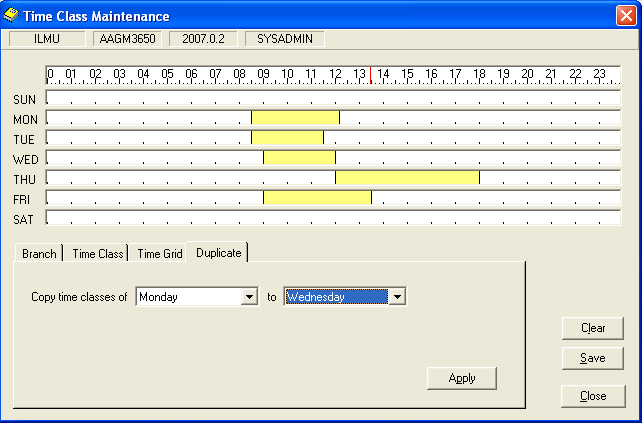 Time Class Maintenance
ILMU AAGM3650 2007.0.2 SYSADMIN
0 01 02 03 04 05 06 07 08 09 10 11 12 13 14 15 16 17 18 19 20 21 22 23
SUN
MON
TUE
WED
THU
FRI
SAT
Branch Time Class Time Grid Duplicate
Copy time classes of Monday to Wednesday
Clear
Save
Apply
Close